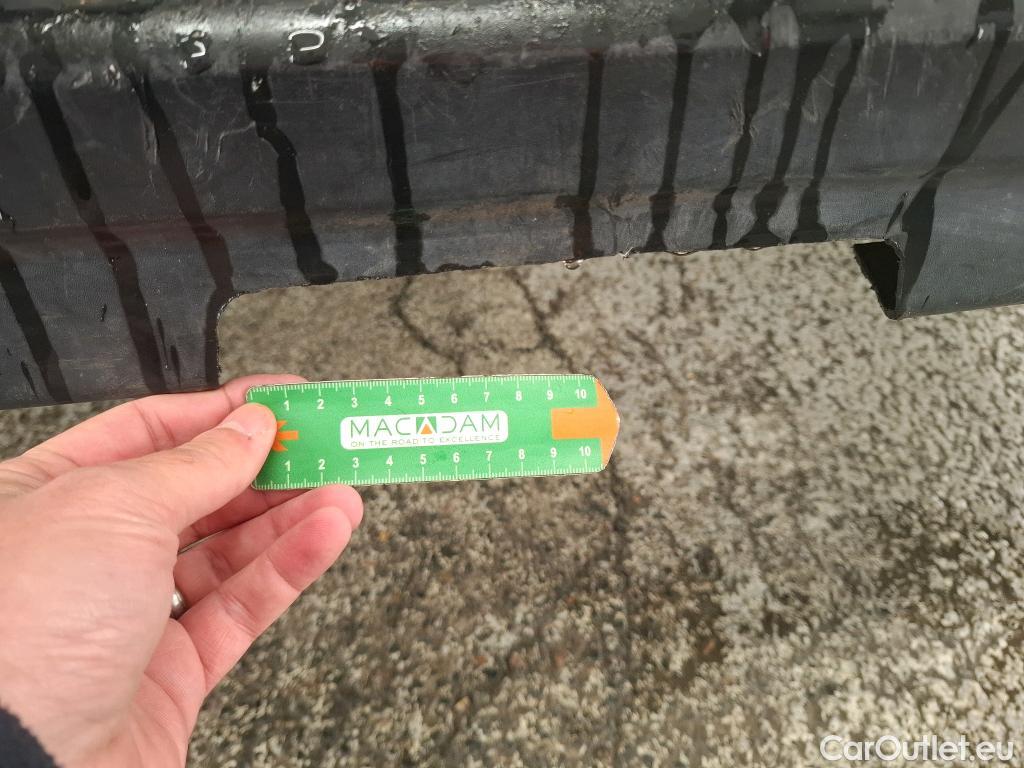 1 2 3 4 5 6 7 8 9 10
MACADAM
ON THE ROAD TO EXCELLENCE
1 2 3 4 5 6 7 8 9 10
CarOutlet.eu